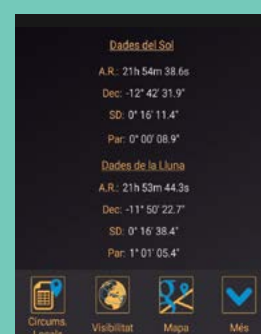 Dades del Sol
A.R.: 21h 54m 38.6s
Dec: -12° 42' 31.9"
SD: 0° 16' 11.4"
Par: 0° 00' 08.9"
Dades de la Lluna
A.R.: 21h 53m 44.3s
Dec: -11° 50' 22.7"
SD: 0° 16' 38.4"
Par: 1° 01' 05.4"
Circums. Visibilitat Mapa Més
Locals